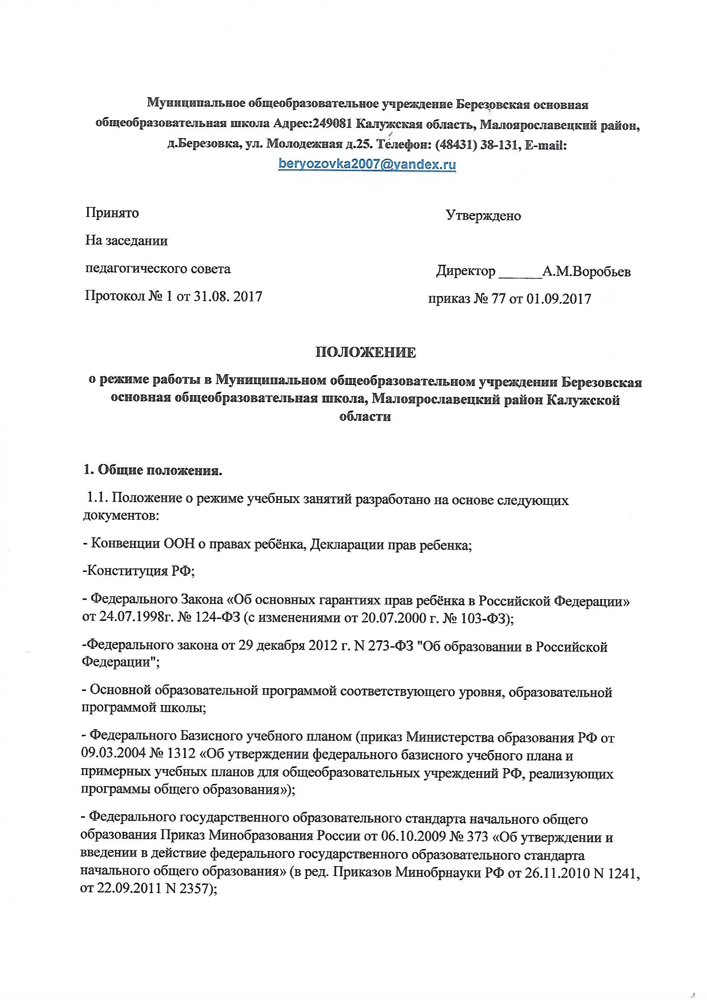 Муниципальное общеобразовательное учреждение Березовская основная
общеобразовательная школа Адрес:249081 Калужская область, Малоярославецкий район,
д.Березовка, ул. Молодежная д.25. Телефон: (48431) 38-131, E-mail:
beryozovka2007@yandex.ru
Принято Утверждено
На заседании
педагогического совета Директор ______А.М.Воробьев
Протокол № 1 от 31.08. 2017 приказ № 77 от 01.09.2017
ПОЛОЖЕНИЕ
о режиме работы в Муниципальном общеобразовательном учреждении Березовская
основная общеобразовательная школа, Малоярославецкий район Калужской
области
1. Общие положения.
1.1. Положение о режиме учебных занятий разработано на основе следующих
документов:
- Конвенции ООН о правах ребёнка, Декларации прав ребенка;
-Конституция РФ;
- Федерального Закона «Об основных гарантиях прав ребёнка в Российской Федерации»
от 24.07.1998г. № 124-ФЗ (с изменениями от 20.07.2000 г. № 103-ФЗ);
-Федерального закона от 29 декабря 2012 г. N 273-ФЗ "Об образовании в Российской
Федерации";
- Основной образовательной программой соответствующего уровня, образовательной
программой школы;
- Федерального Базисного учебного планом (приказ Министерства образования РФ от
09.03.2004 № 1312 «Об утверждении федерального базисного учебного плана и
примерных учебных планов для общеобразовательных учреждений РФ, реализующих
программы общего образования»);
- Федерального государственного образовательного стандарта начального общего
образования Приказ Минобразования России от 06.10.2009 № 373 «Об утверждении и
введении в действие федерального государственного образовательного стандарта
начального общего образования» (в ред. Приказов Минобрнауки РФ от 26.11.2010 N 1241,
от 22.09.2011 N 2357);